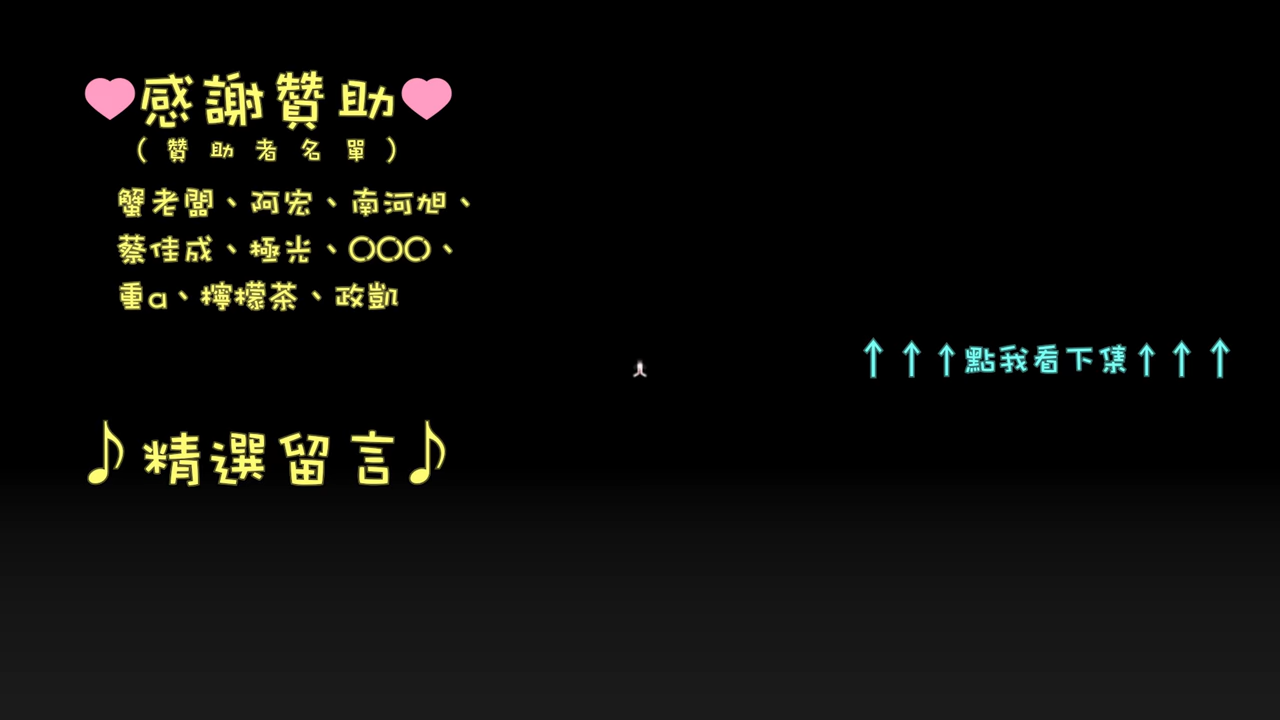 感謝贊助
(贊助者名單)
蟹老闆、阿宏、南河旭、
蔡佳成、極光、〇〇〇、
重a、檸檬茶、政凱
↑↑↑點我看下集↑↑↑
♪精選留言♪